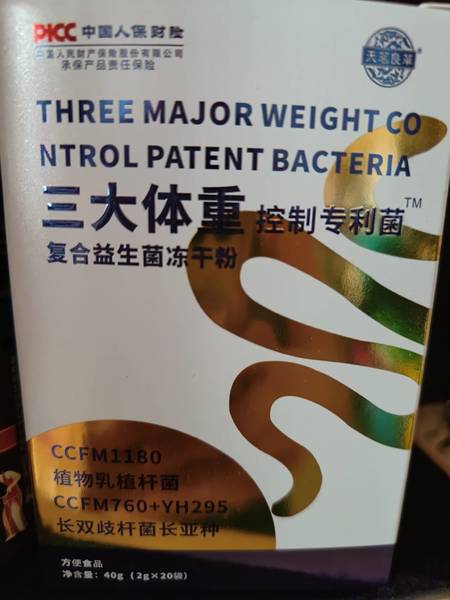 PICC 中国人保财险
中国人民财产保险股份有限公司
承保产品责任保险
天茗良藻
THREE MAJOR WEIGHT CO
NTROL PATENT BACTERIA
三大体重 控制专利菌™
复合益生菌冻干粉
CCFM1180
植物乳植杆菌
CCFM760+YH295
长双歧杆菌长亚种
方便食品
净含量：40g（2g×20袋）